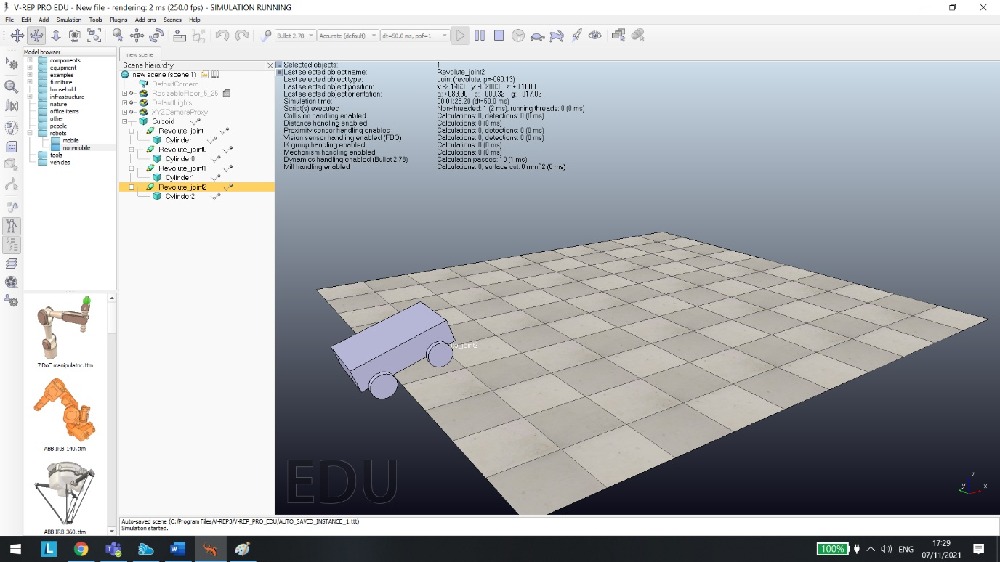 V-REP PRO EDU - New file - rendering: 2 ms (250.0 fps) - SIMULATION RUNNING
File Edit Add Simulation Tools Plugins Add-ons Scenes Help
Bullet 2.78 Accurate (default) dt=50.0 ms, ppf=1
Model browser
components
equipment
examples
furniture
household
infrastructure
nature
office items
other
people
robots
mobile
non-mobile
tools
vehicles
7 DoF manipulator.ttm
ABB IRB 140.ttm
ABB IRB 360.ttm
new scene
Scene hierarchy
new scene (scene 1)
DefaultCamera
ResizableFloor_5_25
DefaultLights
XYZCameraProxy
Cuboid
Revolute_joint
Cylinder
Revolute_joint0
Cylinder0
Revolute_joint1
Cylinder1
Revolute_joint2
Cylinder2
Selected objects: 1
Last selected object name: Revolute_joint2
Last selected object type: Joint (revolute, p=-060.13)
Last selected object position: x: -2.1463 y: -0.2803 z: +0.1083
Last selected object orientation: a: +089.90 b: +000.32 g: +017.02
Simulation time: 00:01:25.20 (dt=50.0 ms)
Script(s) executed Non-threaded: 1 (2 ms), running threads: 0 (0 ms)
Collision handling enabled Calculations: 0, detections: 0 (0 ms)
Distance handling enabled Calculations: 0 (0 ms)
Proximity sensor handling enabled Calculations: 0, detections: 0 (0 ms)
Vision sensor handling enabled (FBO) Calculations: 0, detections: 0 (0 ms)
IK group handling enabled Calculations: 0 (0 ms)
Mechanism handling enabled Calculations: 0 (0 ms)
Dynamics handling enabled (Bullet 2.78) Calculation passes: 10 (1 ms)
Mill handling enabled Calculations: 0, surface cut: 0 mm^2 (0 ms)
_joint2
EDU
z
y
x
Auto-saved scene (C:/Program Files/V-REP3/V-REP_PRO_EDU/AUTO_SAVED_INSTANCE_1.ttt)
Simulation started.
L
100%
ENG
17:29
07/11/2021